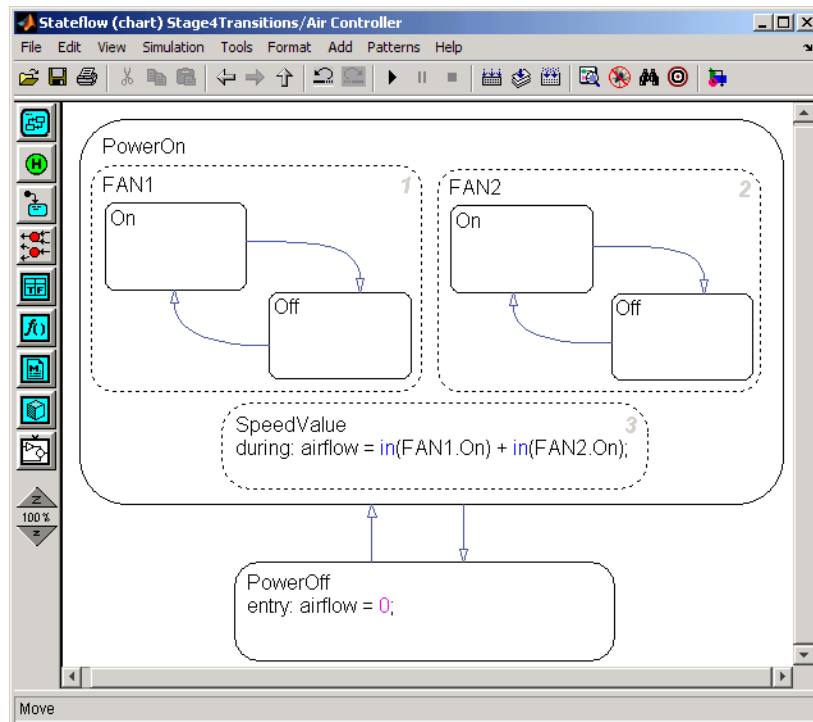 Stateflow (chart) Stage4Transitions/Air Controller
File Edit View Simulation Tools Format Add Patterns Help
PowerOn
FAN1
1
On
Off
FAN2
2
On
Off
SpeedValue
3
during: airflow = in(FAN1.On) + in(FAN2.On);
PowerOff
entry: airflow = 0;
H
TF
f()
M
Z
100%
z
Move